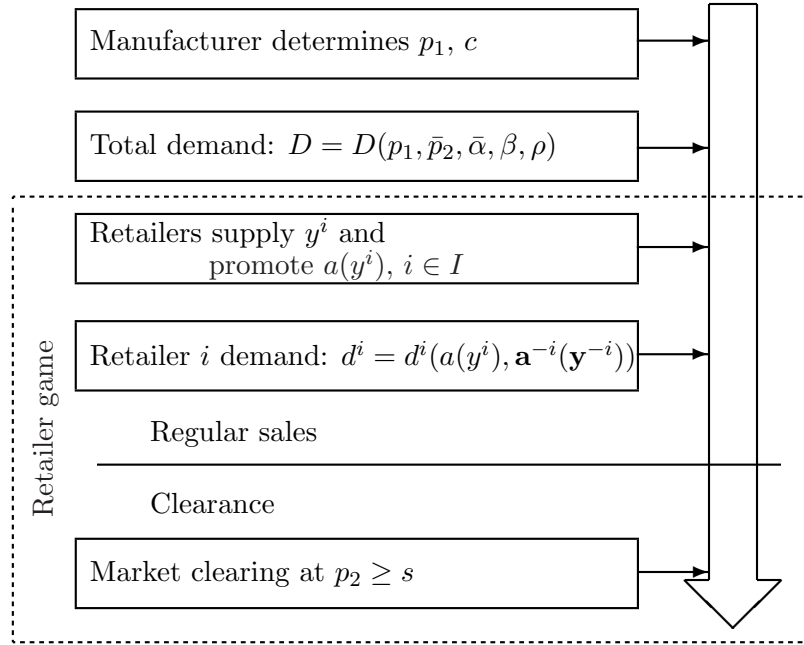 Manufacturer determines $p_1$, $c$
Total demand: $D = D(p_1, \bar{p}_2, \bar{\alpha}, \beta, \rho)$
Retailers supply $y^i$ and
promote $a(y^i)$, $i \in I$
Retailer $i$ demand: $d^i = d^i(a(y^i), \mathbf{a}^{-i}(\mathbf{y}^{-i}))$
Retailer game
Regular sales
Clearance
Market clearing at $p_2 \geq s$